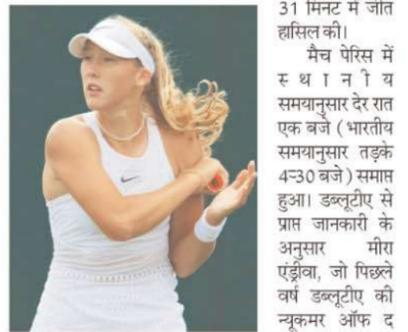 31 मिनट में जीत
हासिल की।
मैच पेरिस में
स्थानीय
समयानुसार देर रात
एक बजे (भारतीय
समयानुसार तड़के
4-30 बजे) समाप्त
हुआ। डब्लूटीए से
प्राप्त जानकारी के
अनुसार मीरा
एंड्रीवा, जो पिछले
वर्ष डब्लूटीए की
न्यूकमर ऑफ द